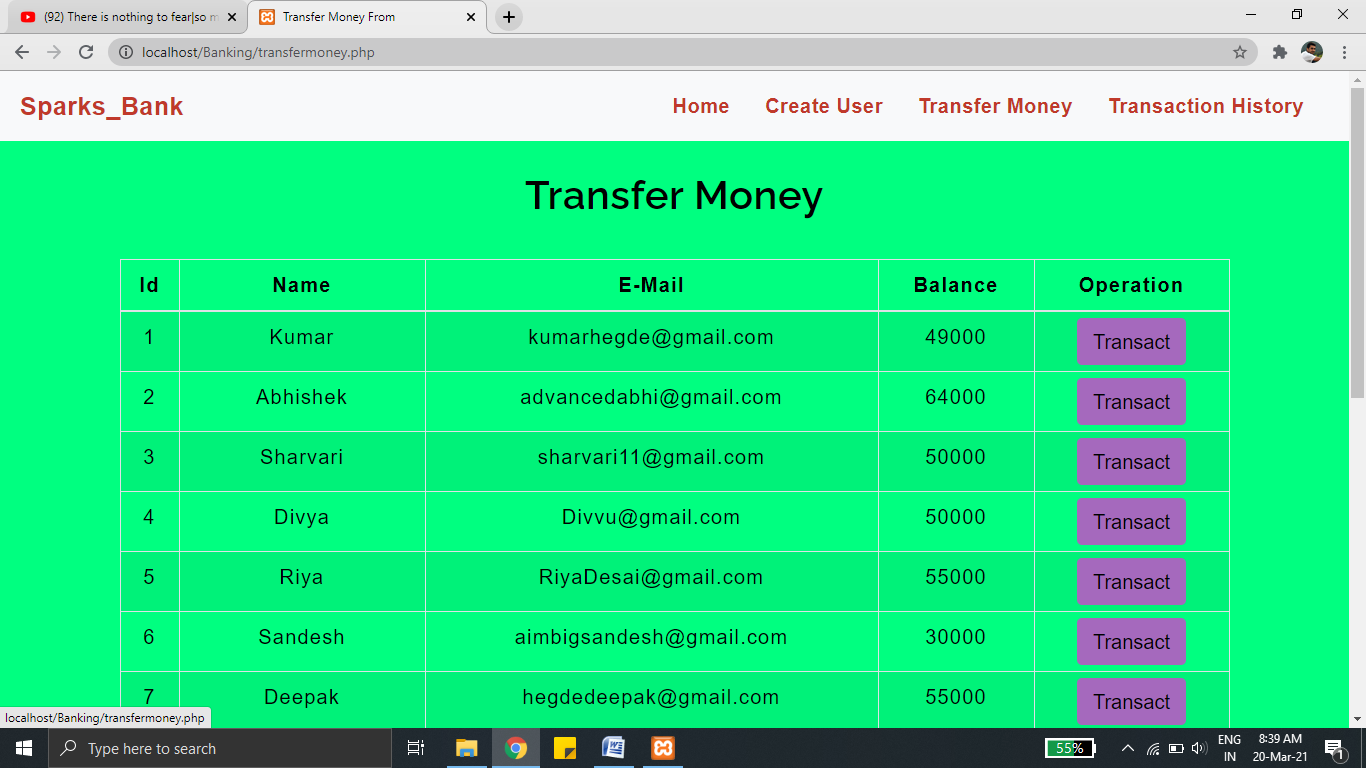 (92) There is nothing to fear|so m
Transfer Money From
localhost/Banking/transfermoney.php
Sparks_Bank Home Create User Transfer Money Transaction History
Transfer Money
Id Name E-Mail Balance Operation
1 Kumar kumarhegde@gmail.com 49000 Transact
2 Abhishek advancedabhi@gmail.com 64000 Transact
3 Sharvari sharvari11@gmail.com 50000 Transact
4 Divya Divvu@gmail.com 50000 Transact
5 Riya RiyaDesai@gmail.com 55000 Transact
6 Sandesh aimbigsandesh@gmail.com 30000 Transact
7 Deepak hegdedeepak@gmail.com 55000 Transact
localhost/Banking/transfermoney.php
Type here to search
55%
ENG
IN
8:39 AM
20-Mar-21
1